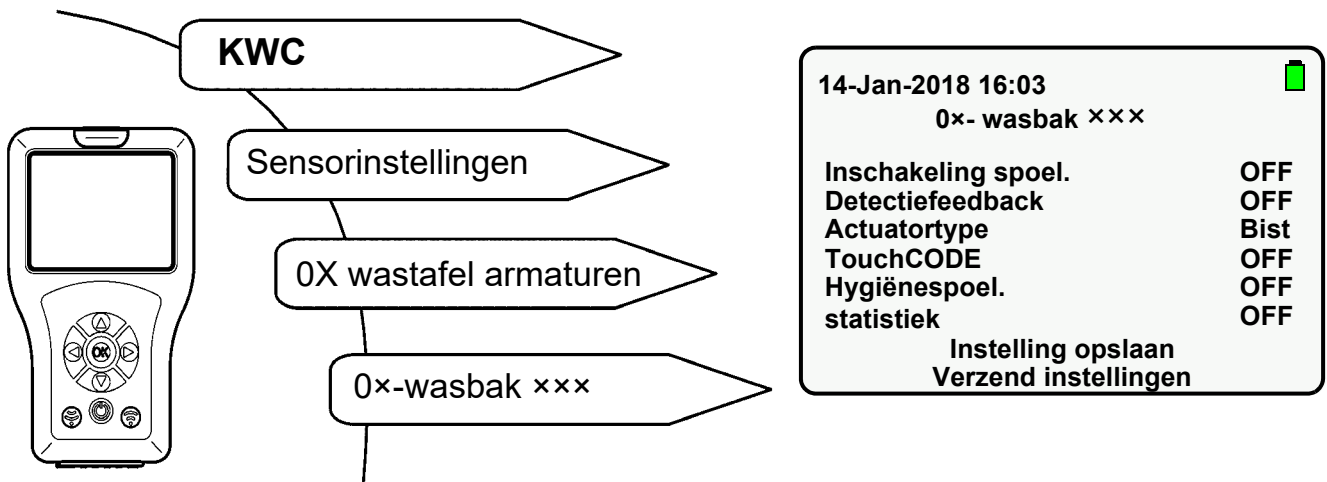 KWC
Sensorinstellingen
0X wastafel armaturen
0×-wasbak ×××
OK
14-Jan-2018 16:03
0×- wasbak ×××
Inschakeling spoel. OFF
Detectiefeedback OFF
Actuatortype Bist
TouchCODE OFF
Hygiënespoel. OFF
statistiek OFF
Instelling opslaan
Verzend instellingen